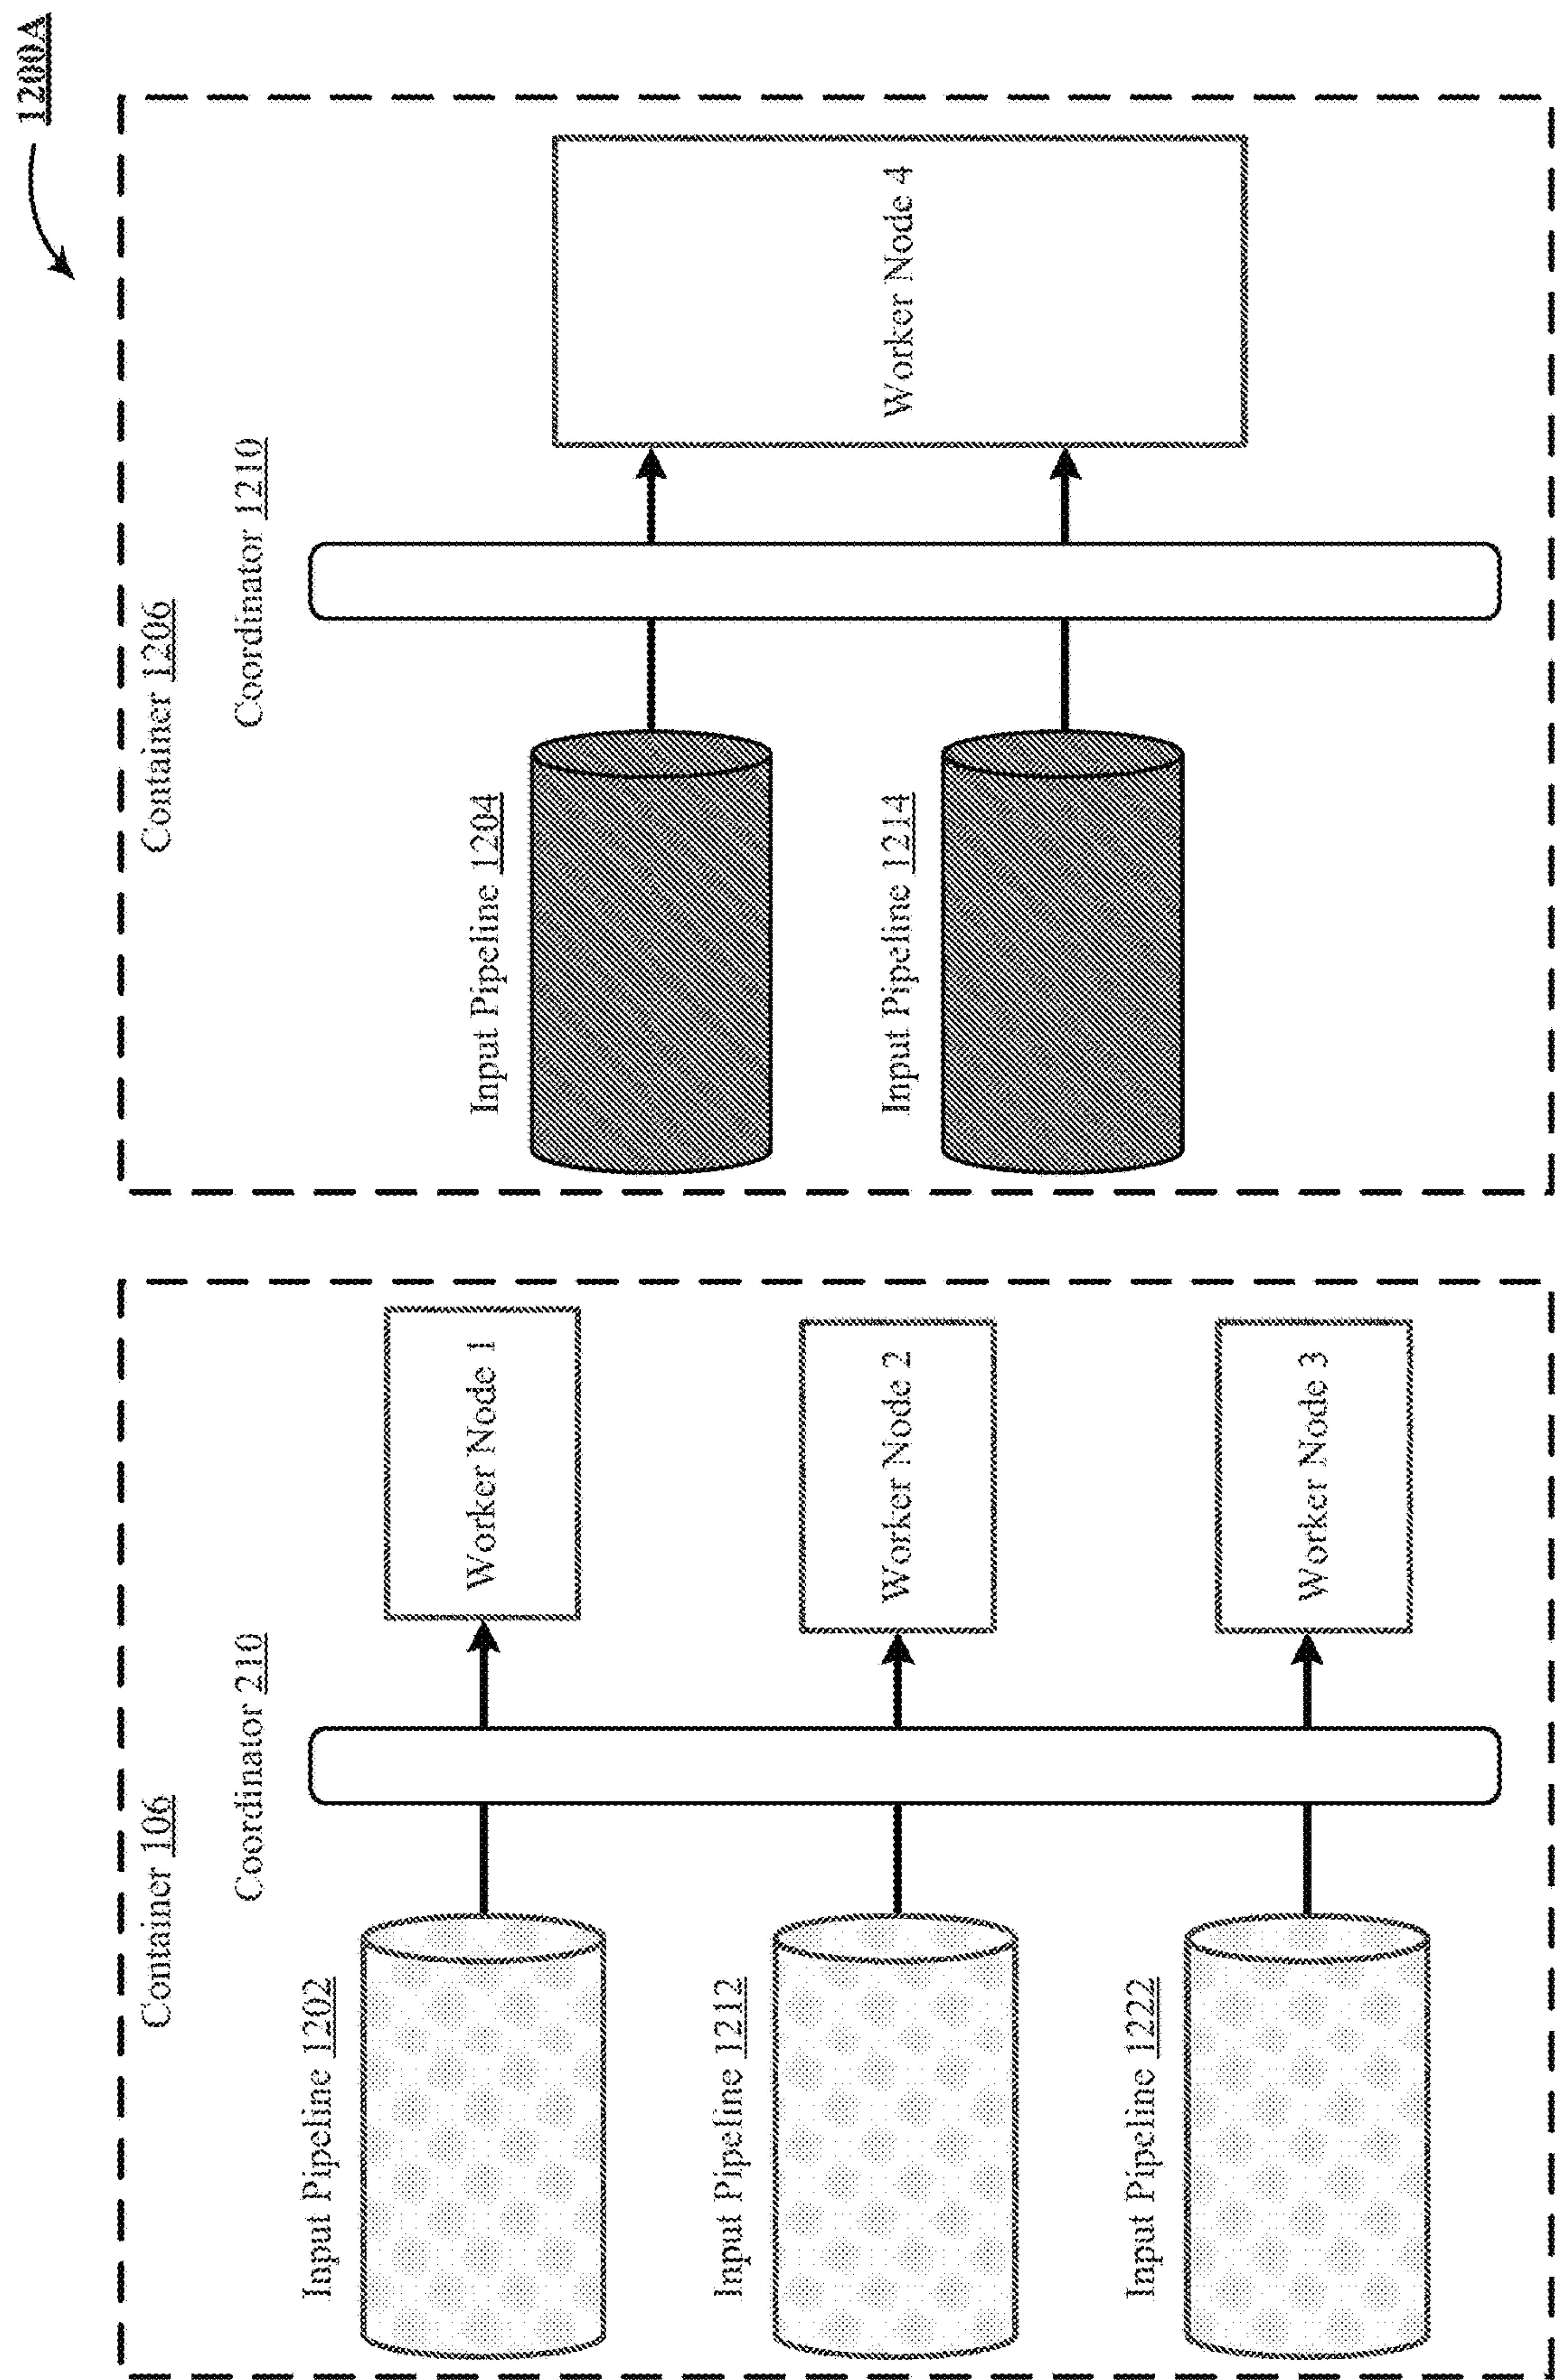 1200A
Container 106
Coordinator 210
Input Pipeline 1202
Worker Node 1
Input Pipeline 1212
Worker Node 2
Input Pipeline 1222
Worker Node 3
Container 1206
Coordinator 1210
Input Pipeline 1204
Input Pipeline 1214
Worker Node 4